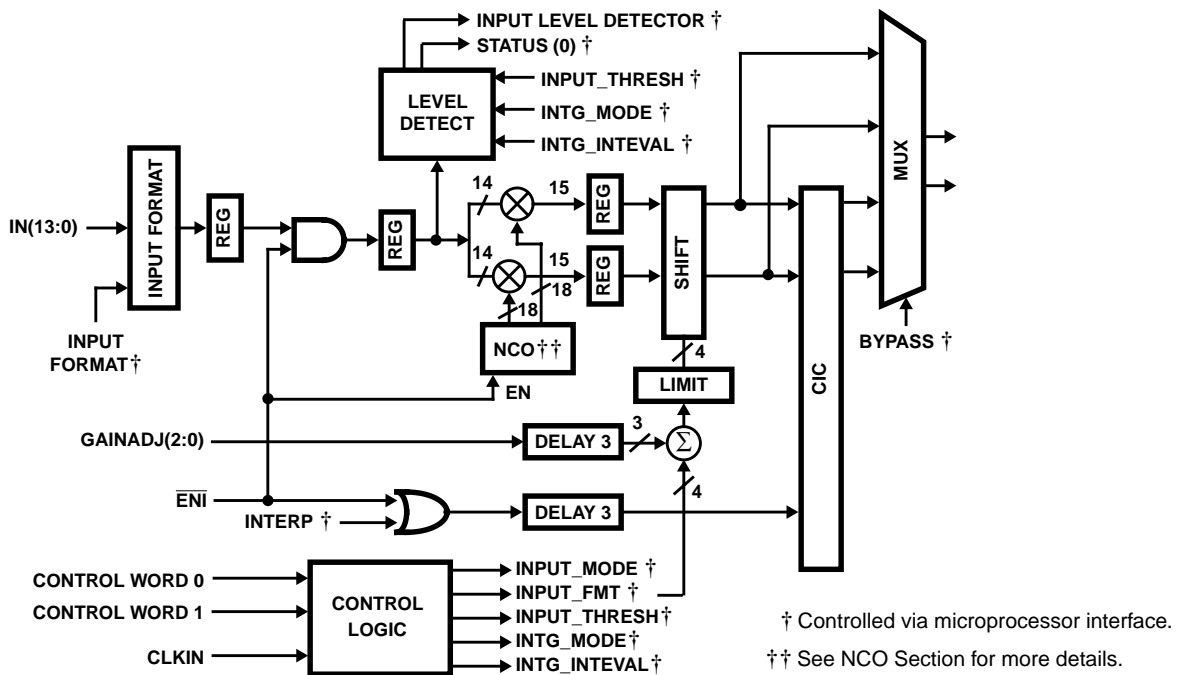 INPUT LEVEL DETECTOR †
STATUS (0) †
INPUT_THRESH †
INTG_MODE †
INTG_INTEVAL †
LEVEL
DETECT
MUX
INPUT FORMAT
IN(13:0)
REG
REG
14
15
REG
14
15
REG
18
18
SHIFT
INPUT
FORMAT†
NCO††
EN
4
LIMIT
BYPASS †
CIC
GAINADJ(2:0)
DELAY 3
3
Σ
4
ENI
INTERP †
DELAY 3
CONTROL WORD 0
CONTROL WORD 1
CLKIN
CONTROL
LOGIC
INPUT_MODE †
INPUT_FMT †
INPUT_THRESH†
INTG_MODE†
INTG_INTEVAL†
† Controlled via microprocessor interface.
†† See NCO Section for more details.